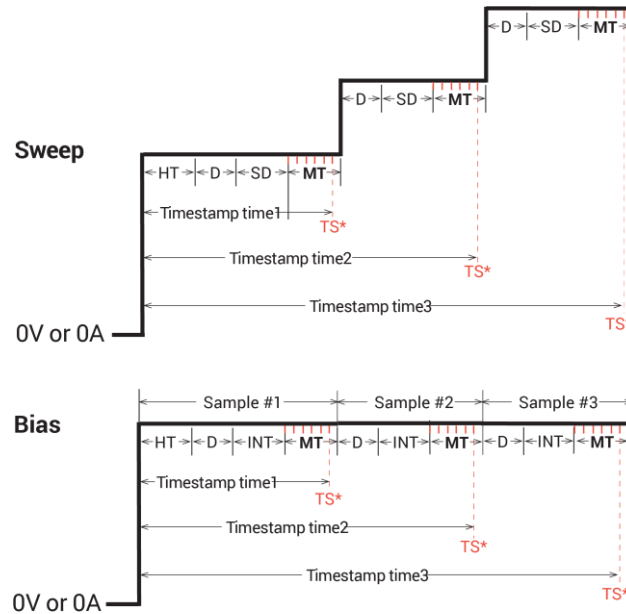 D SD MT
D SD MT
Sweep
HT D SD MT
Timestamp time1
TS*
Timestamp time2
TS*
Timestamp time3
TS*
0V or 0A
Sample #1 Sample #2 Sample #3
Bias
HT D INT MT D INT MT D INT MT
Timestamp time1
TS*
Timestamp time2
TS*
Timestamp time3
TS*
0V or 0A